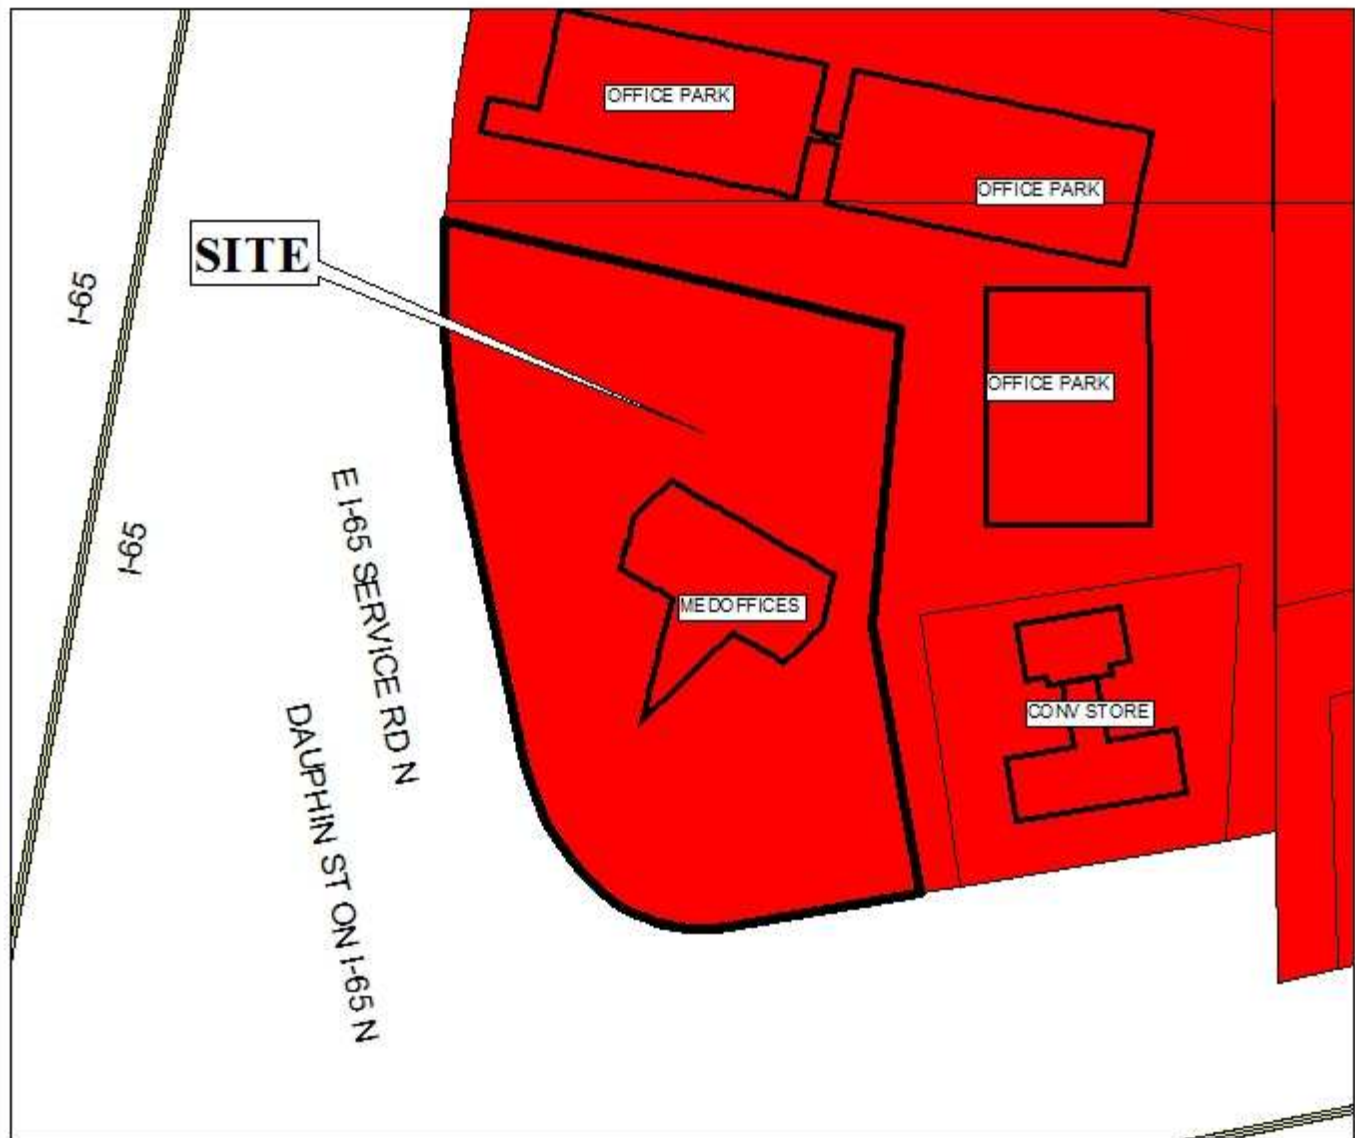 OFFICE PARK
OFFICE PARK
SITE
I-65
OFFICE PARK
I-65
E I-65 SERVICE RD N
MEDOFFICES
CONV STORE
DAUPHIN ST ON I-65 N